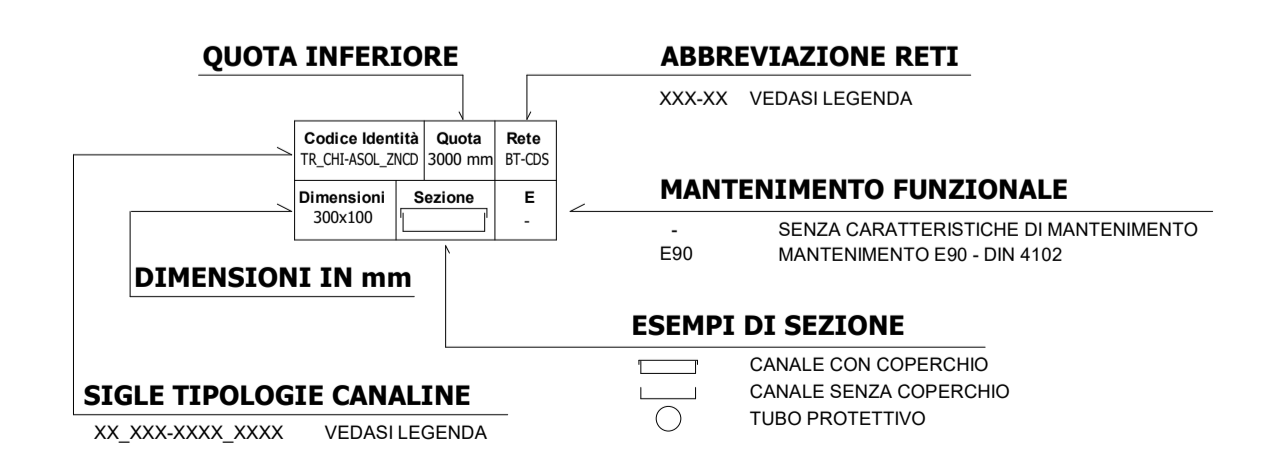 QUOTA INFERIORE
ABBREVIAZIONE RETI
XXX-XX VEDASI LEGENDA
Codice Identità Quota Rete
TR_CHI-ASOL_ZNCD 3000 mm BT-CDS
Dimensioni Sezione E
300x100 -
MANTENIMENTO FUNZIONALE
- SENZA CARATTERISTICHE DI MANTENIMENTO
E90 MANTENIMENTO E90 - DIN 4102
DIMENSIONI IN mm
ESEMPI DI SEZIONE
CANALE CON COPERCHIO
CANALE SENZA COPERCHIO
TUBO PROTETTIVO
SIGLE TIPOLOGIE CANALINE
XX_XXX-XXXX_XXXX VEDASI LEGENDA